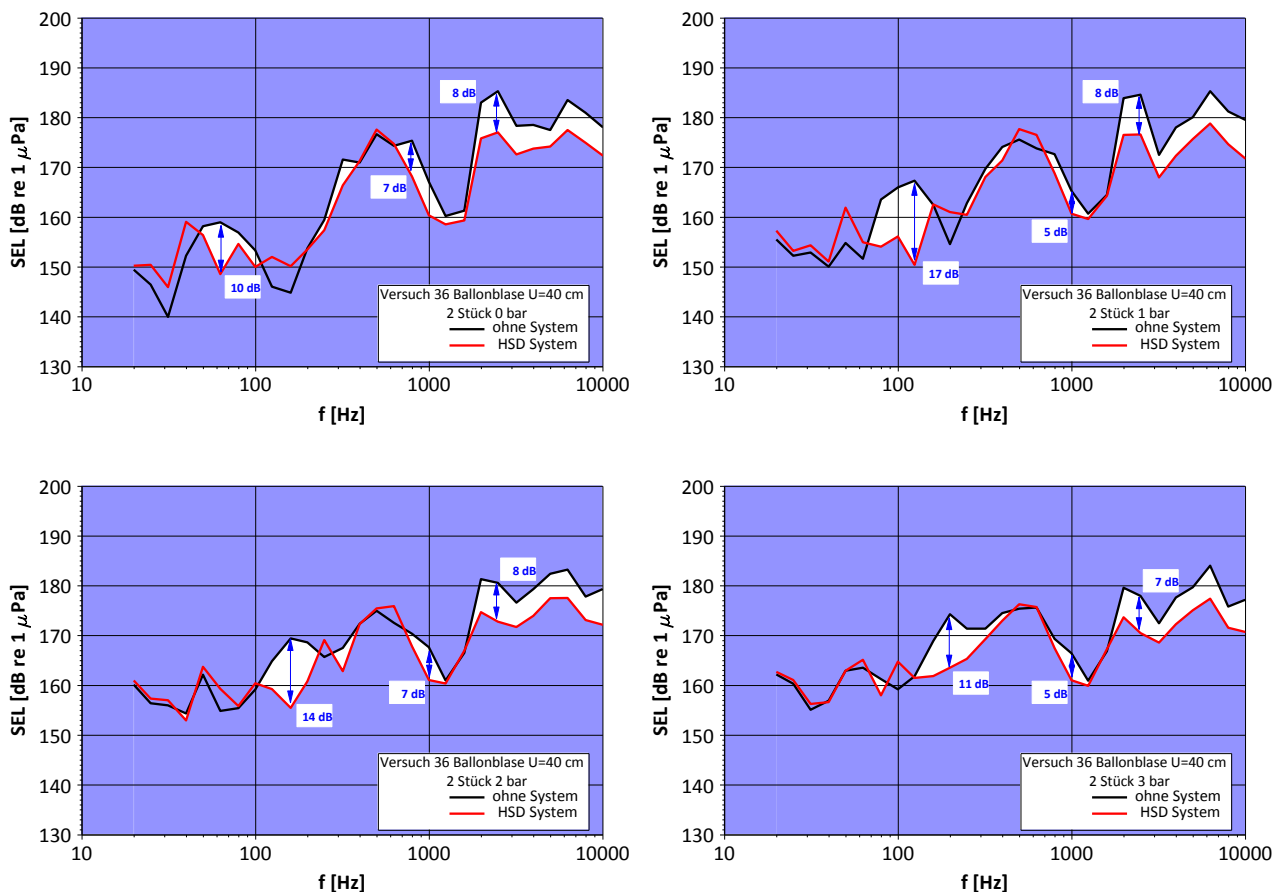 200
190
180
170
160
150
140
130
SEL [dB re 1 μPa]
8 dB
7 dB
10 dB
Versuch 36 Ballonblase U=40 cm
2 Stück 0 bar
ohne System
HSD System
10
100
1000
10000
f [Hz]
200
190
180
170
160
150
140
130
SEL [dB re 1 μPa]
8 dB
5 dB
17 dB
Versuch 36 Ballonblase U=40 cm
2 Stück 1 bar
ohne System
HSD System
10
100
1000
10000
f [Hz]
200
190
180
170
160
150
140
130
SEL [dB re 1 μPa]
8 dB
7 dB
14 dB
Versuch 36 Ballonblase U=40 cm
2 Stück 2 bar
ohne System
HSD System
10
100
1000
10000
f [Hz]
200
190
180
170
160
150
140
130
SEL [dB re 1 μPa]
7 dB
11 dB
5 dB
Versuch 36 Ballonblase U=40 cm
2 Stück 3 bar
ohne System
HSD System
10
100
1000
10000
f [Hz]